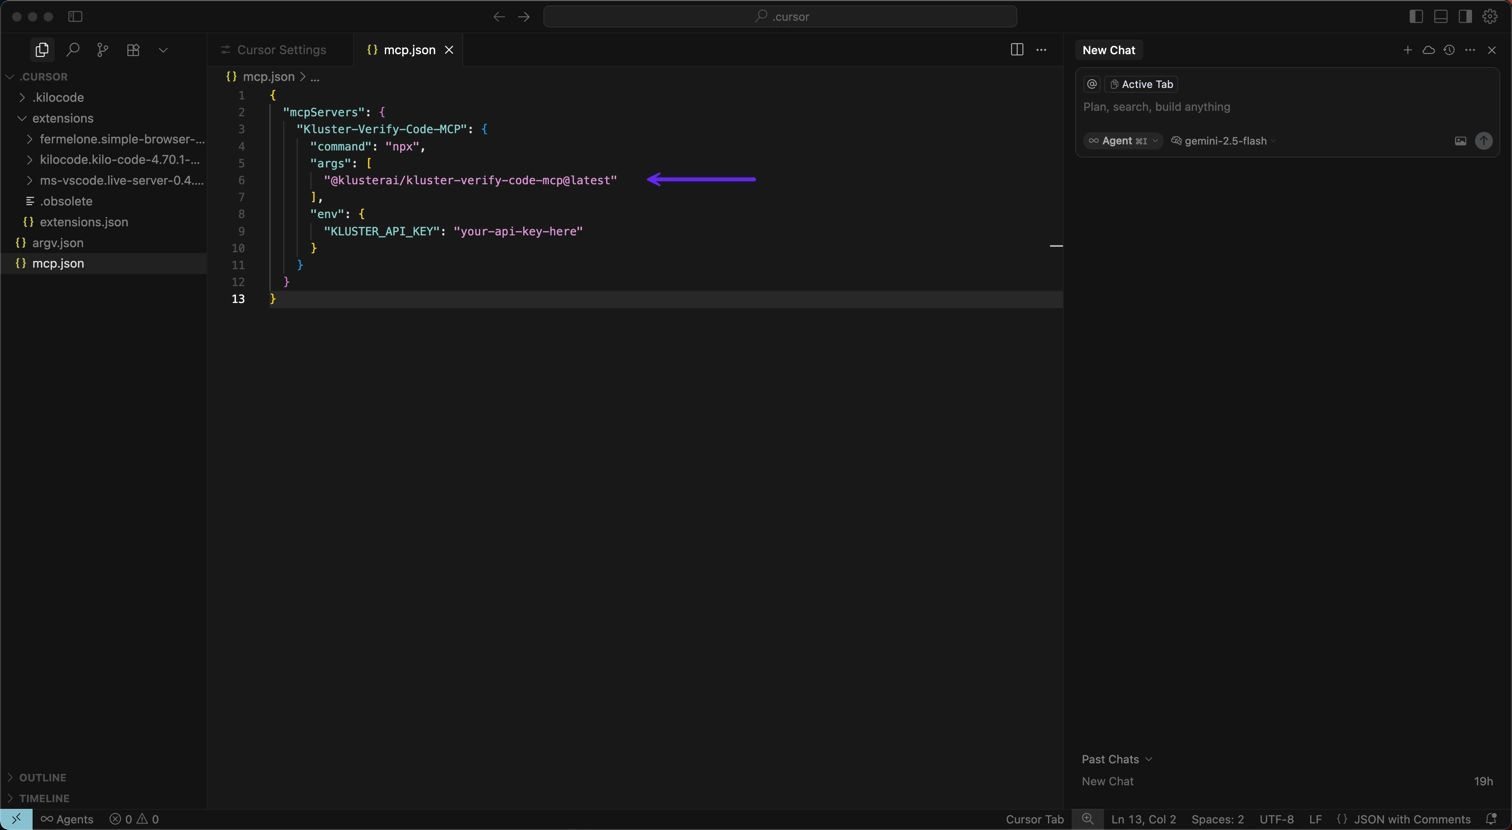 .cursor
.CURSOR
.kilocode
extensions
fermelone.simple-browser-...
kilocode.kilo-code-4.70.1-...
ms-vscode.live-server-0.4....
.obsolete
{} extensions.json
{} argv.json
{} mcp.json
OUTLINE
TIMELINE
Cursor Settings
{} mcp.json
{} mcp.json > ...
1 {
2 "mcpServers": {
3 "Kluster-Verify-Code-MCP": {
4 "command": "npx",
5 "args": [
6 "@klusterai/kluster-verify-code-mcp@latest"
7 ],
8 "env": {
9 "KLUSTER_API_KEY": "your-api-key-here"
10 }
11 }
12 }
13 }
New Chat
@ Active Tab
Plan, search, build anything
∞ Agent ⌘I gemini-2.5-flash
Past Chats
New Chat 19h
∞ Agents 0 0 Cursor Tab Ln 13, Col 2 Spaces: 2 UTF-8 LF {} JSON with Comments